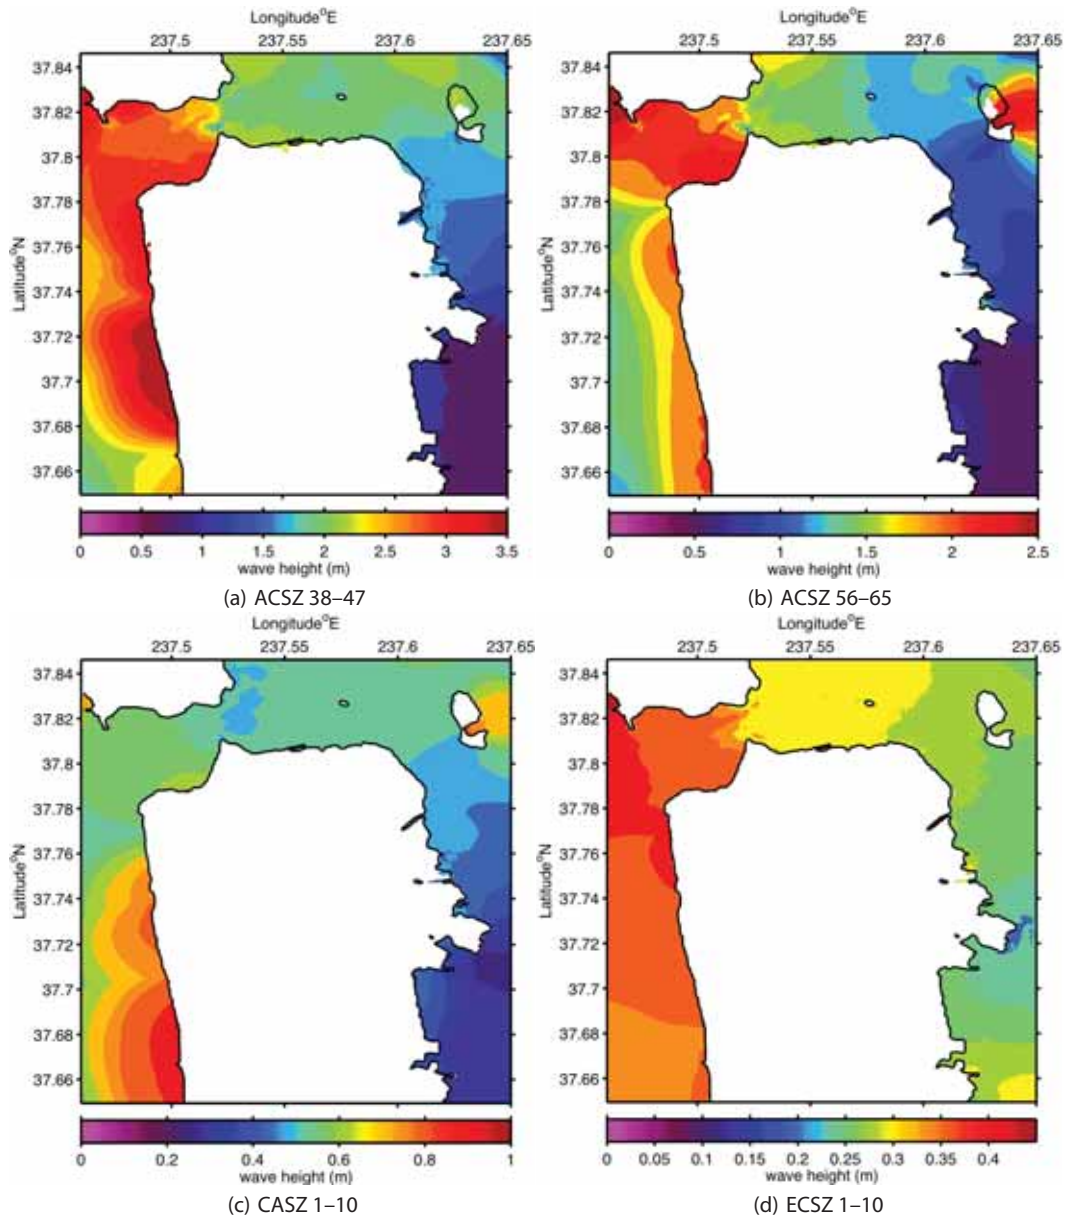 Longitude°E
237.5 237.55 237.6 237.65
37.84
37.82
37.8
37.78
37.76
37.74
37.72
37.7
37.68
37.66
Latitude°N
0 0.5 1 1.5 2 2.5 3 3.5
wave height (m)
(a) ACSZ 38–47
Longitude°E
237.5 237.55 237.6 237.65
37.84
37.82
37.8
37.78
37.76
37.74
37.72
37.7
37.68
37.66
Latitude°N
0 0.5 1 1.5 2 2.5
wave height (m)
(b) ACSZ 56–65
Longitude°E
237.5 237.55 237.6 237.65
37.84
37.82
37.8
37.78
37.76
37.74
37.72
37.7
37.68
37.66
Latitude°N
0 0.2 0.4 0.6 0.8 1
wave height (m)
(c) CASZ 1–10
Longitude°E
237.5 237.55 237.6 237.65
37.84
37.82
37.8
37.78
37.76
37.74
37.72
37.7
37.68
37.66
Latitude°N
0 0.05 0.1 0.15 0.2 0.25 0.3 0.35 0.4
wave height (m)
(d) ECSZ 1–10